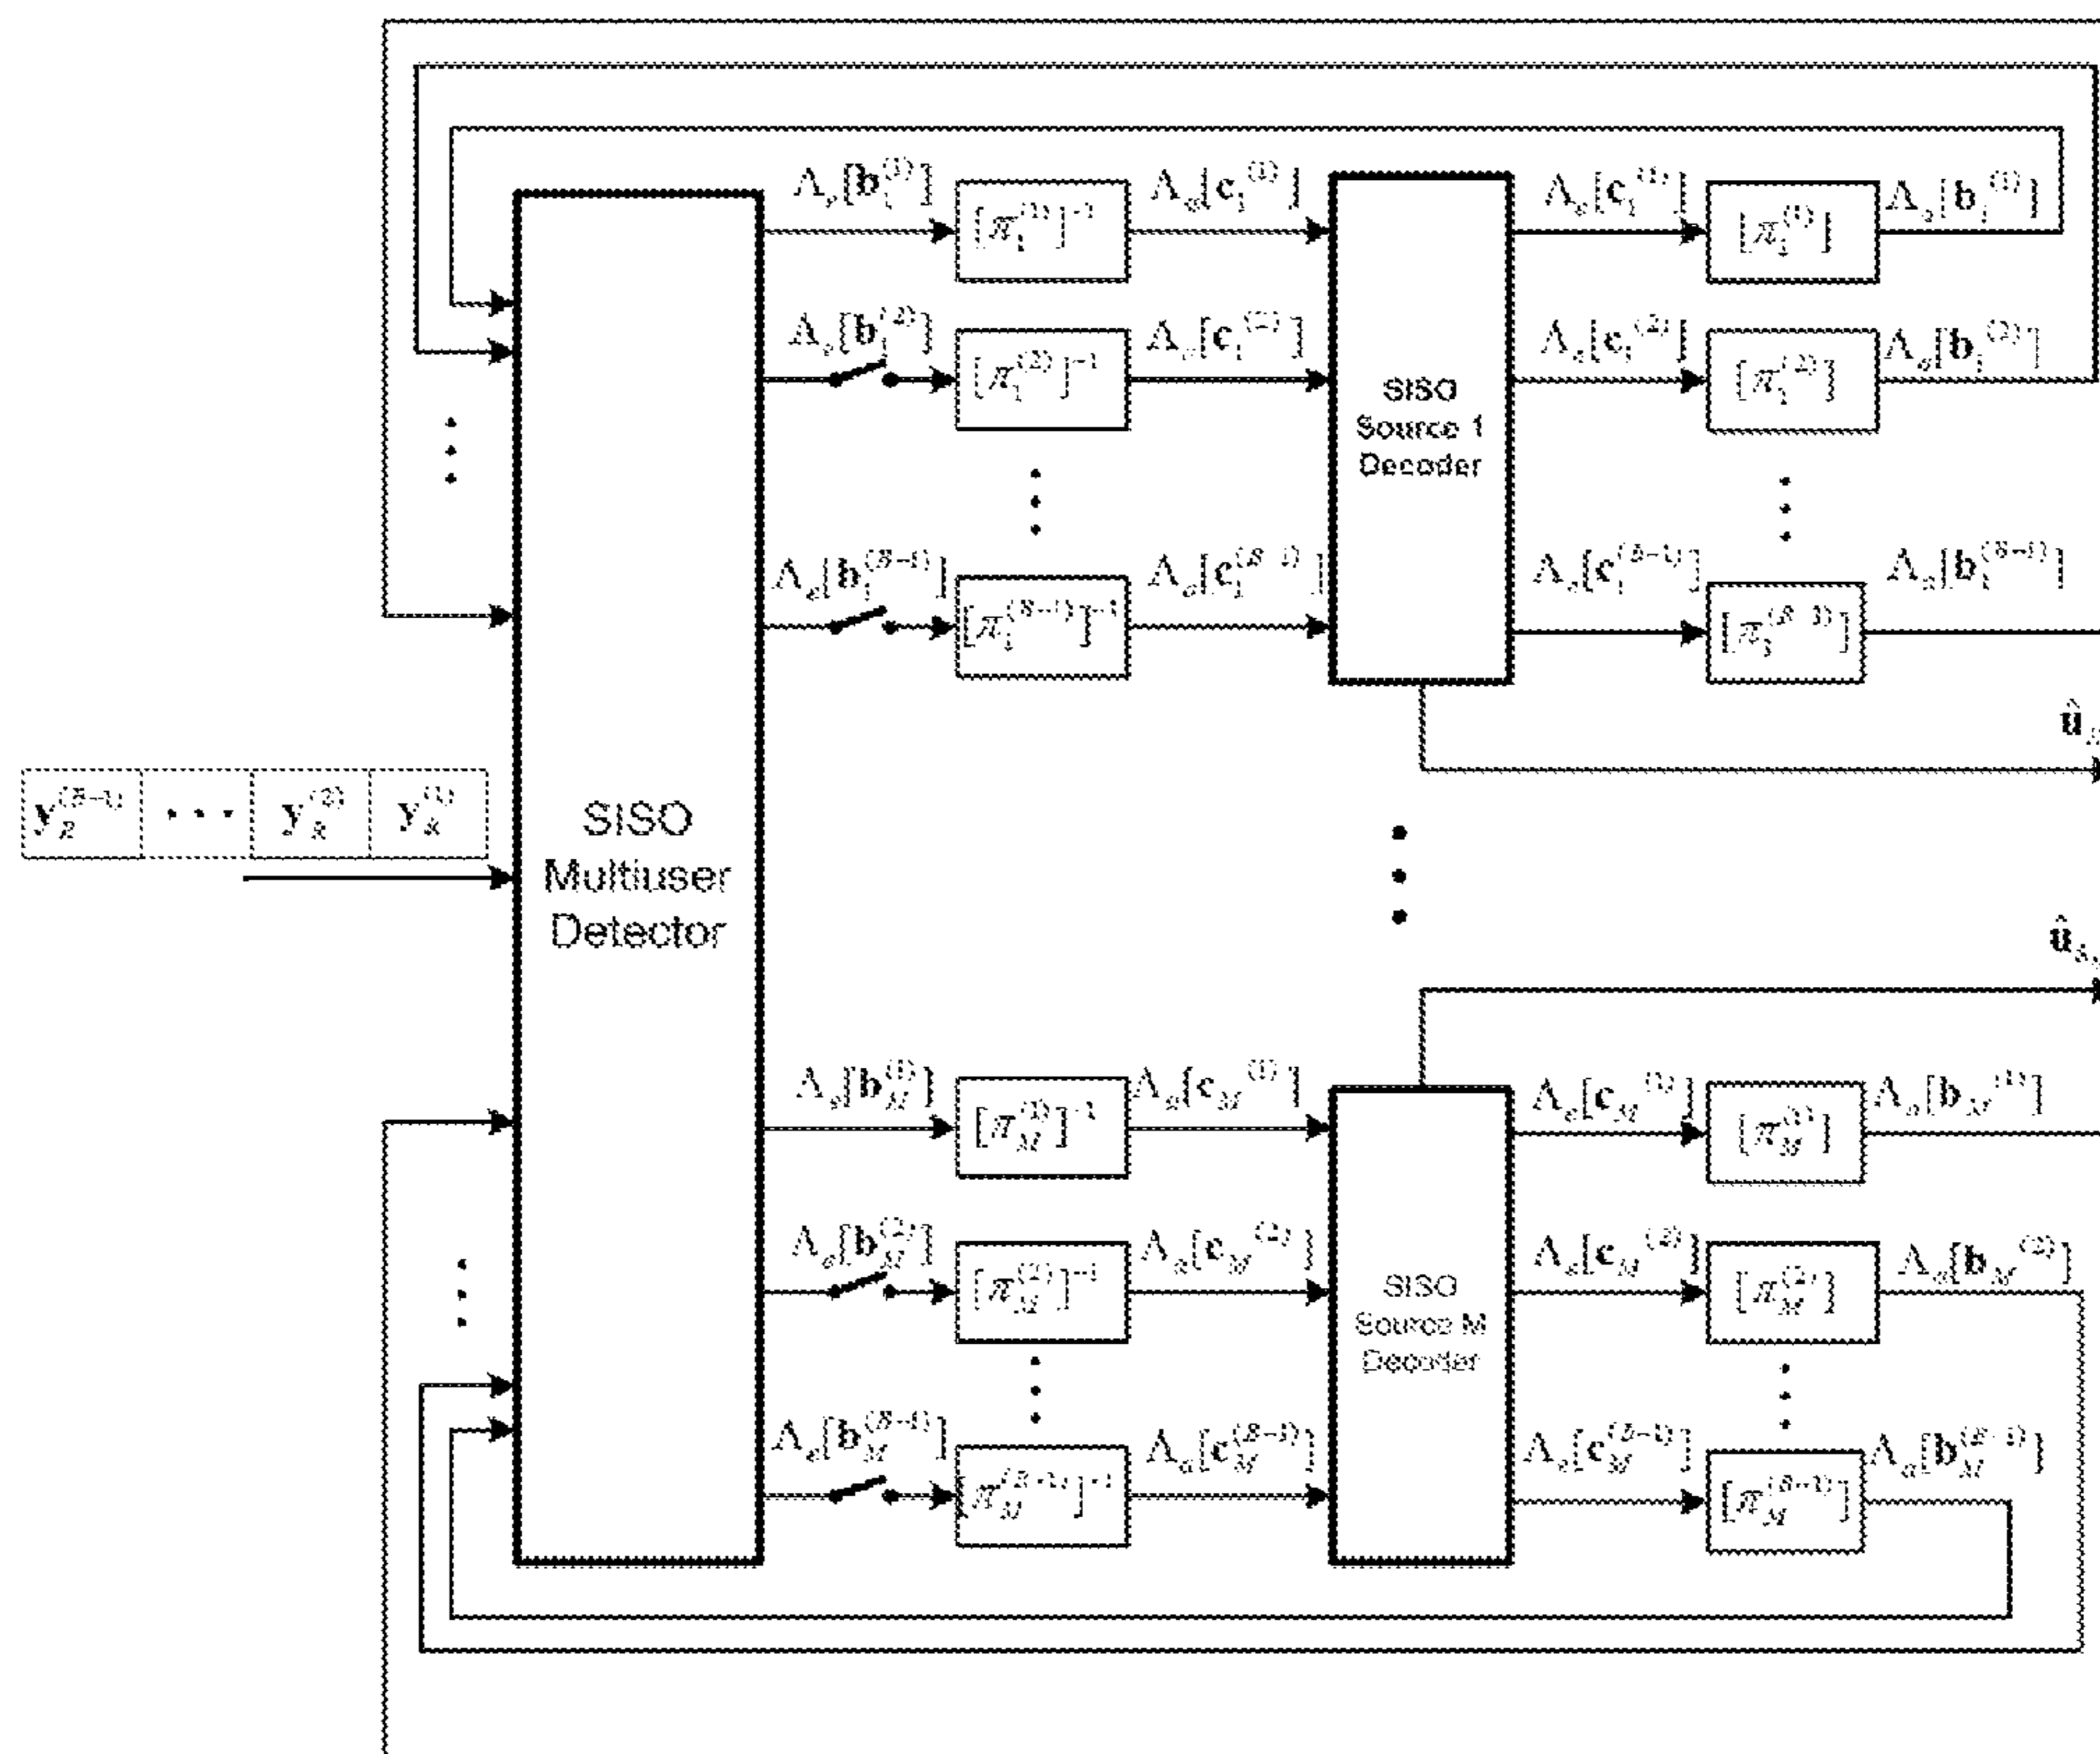 Λe[b1^(1)] Λa[c1^(1)] Λe[c1^(1)] Λa[b1^(1)]
[π1^(1)]^-1 [π1^(1)]
Λe[b1^(2)] Λa[c1^(2)] Λe[c1^(2)] Λa[b1^(2)]
[π1^(2)]^-1 [π1^(2)]
SISO
Source 1
Decoder
Λe[b1^(B-1)] Λa[c1^(B-1)] Λe[c1^(B-1)] Λa[b1^(B-1)]
[π1^(B-1)]^-1 [π1^(B-1)]
yR^(B-1) ··· yR^(2) yR^(1)
SISO
Multiuser
Detector
Λe[bM^(1)] Λa[cM^(1)] Λe[cM^(1)] Λa[bM^(1)]
[πM^(1)]^-1 [πM^(1)]
Λe[bM^(2)] Λa[cM^(2)] Λe[cM^(2)] Λa[bM^(2)]
[πM^(2)]^-1 [πM^(2)]
SISO
Source M
Decoder
Λe[bM^(B-1)] Λa[cM^(B-1)] Λe[cM^(B-1)] Λa[bM^(B-1)]
[πM^(B-1)]^-1 [πM^(B-1)]